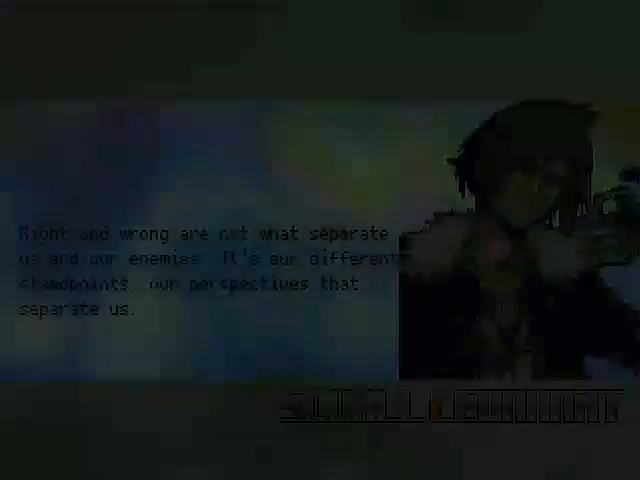 Right and wrong are not what separate
us and our enemies. It's our different
standpoints, our perspectives that
separate us.